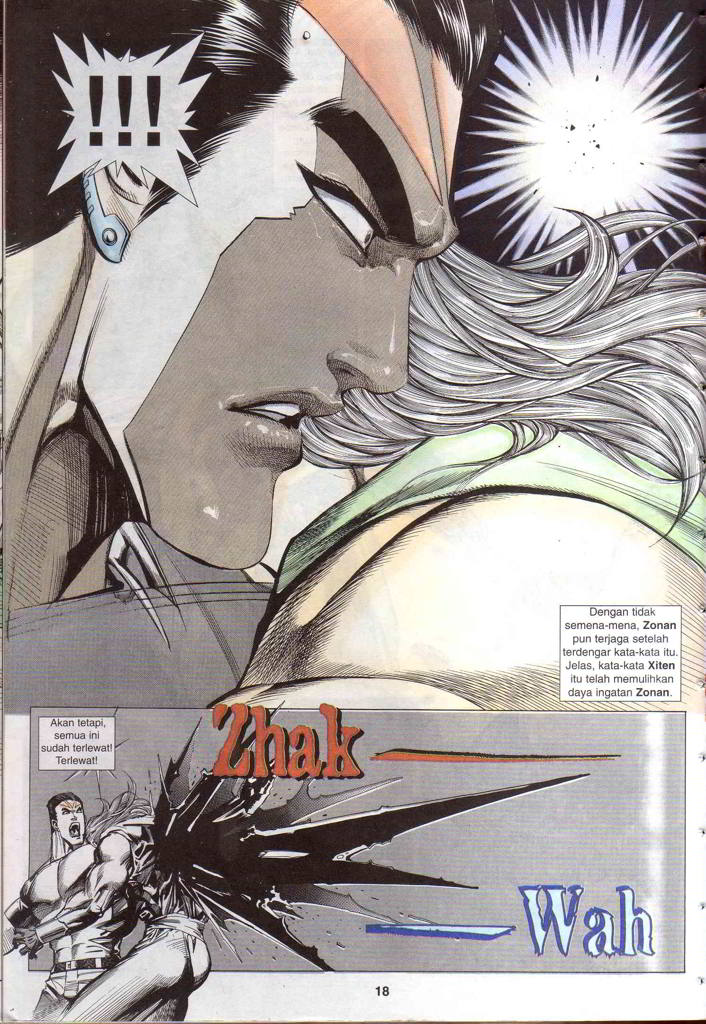 !!!
Dengan tidak
semena-mena, Zonan
pun terjaga setelah
terdengar kata-kata itu.
Jelas, kata-kata Xiten
itu telah memulihkan
daya ingatan Zonan.
Akan tetapi,
semua ini
sudah terlewat!
Terlewat!
Zhak
Wah
18